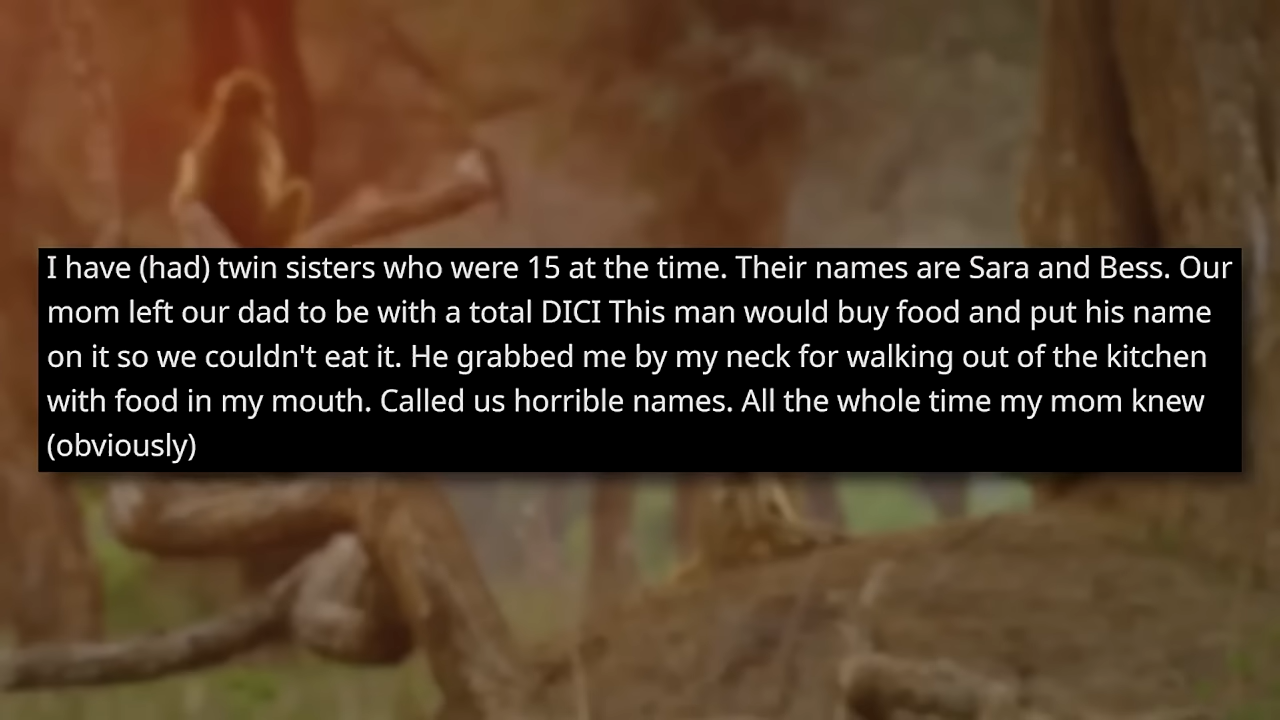 I have (had) twin sisters who were 15 at the time. Their names are Sara and Bess. Our
mom left our dad to be with a total DICI This man would buy food and put his name
on it so we couldn't eat it. He grabbed me by my neck for walking out of the kitchen
with food in my mouth. Called us horrible names. All the whole time my mom knew
(obviously)